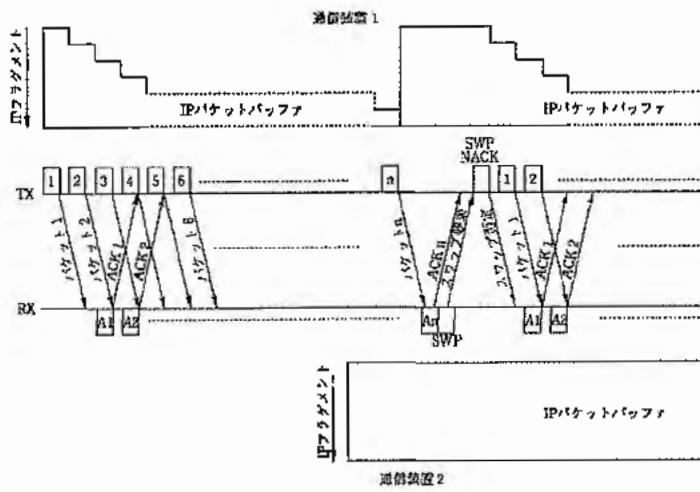 通信装置1
IPフラグメント
IPパケットバッファ
IPパケットバッファ
SWP
NACK
1 2 3 4 5 6
n
1 2
TX
パケット1
パケット2
ACK1
ACK2
パケット6
パケットn
ACKn
スワップ要求
スワップ拒否
パケット1
ACK1
ACK2
RX
A1 A2
An
SWP
A1 A2
IPフラグメント
IPパケットバッファ
通信装置2